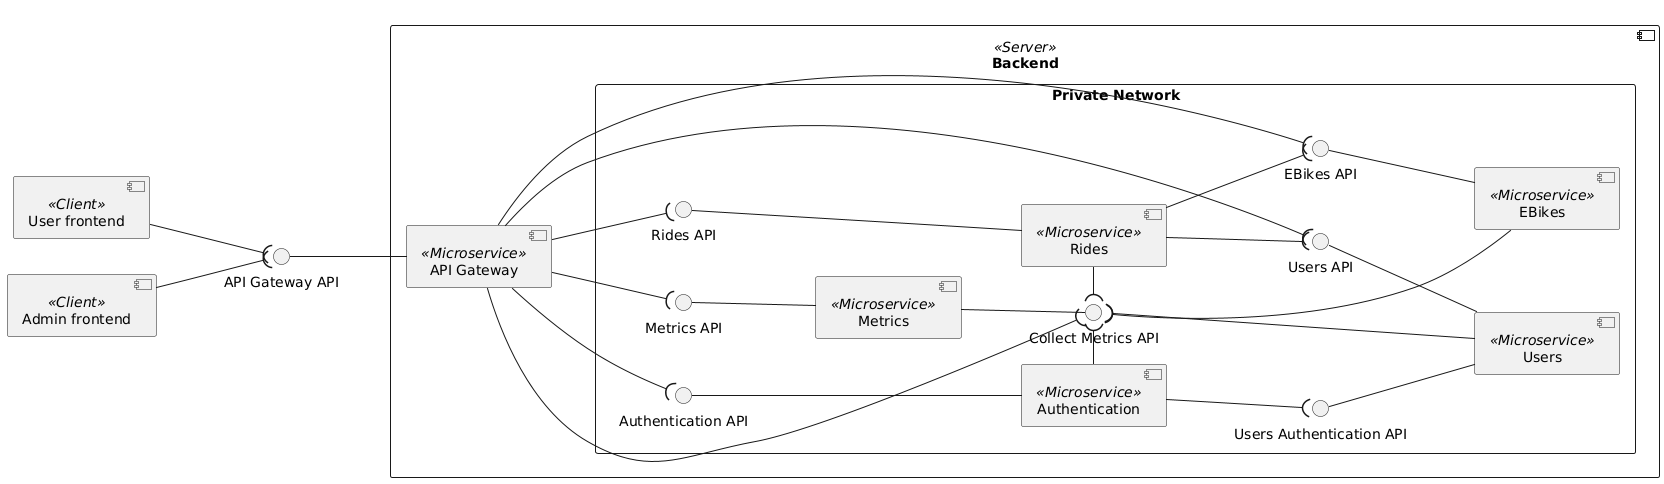 «Server»
Backend
Private Network
«Client»
User frontend
«Client»
Admin frontend
API Gateway API
«Microservice»
API Gateway
Rides API
Metrics API
Authentication API
«Microservice»
Metrics
«Microservice»
Rides
Collect Metrics API
«Microservice»
Authentication
EBikes API
Users API
Users Authentication API
«Microservice»
EBikes
«Microservice»
Users